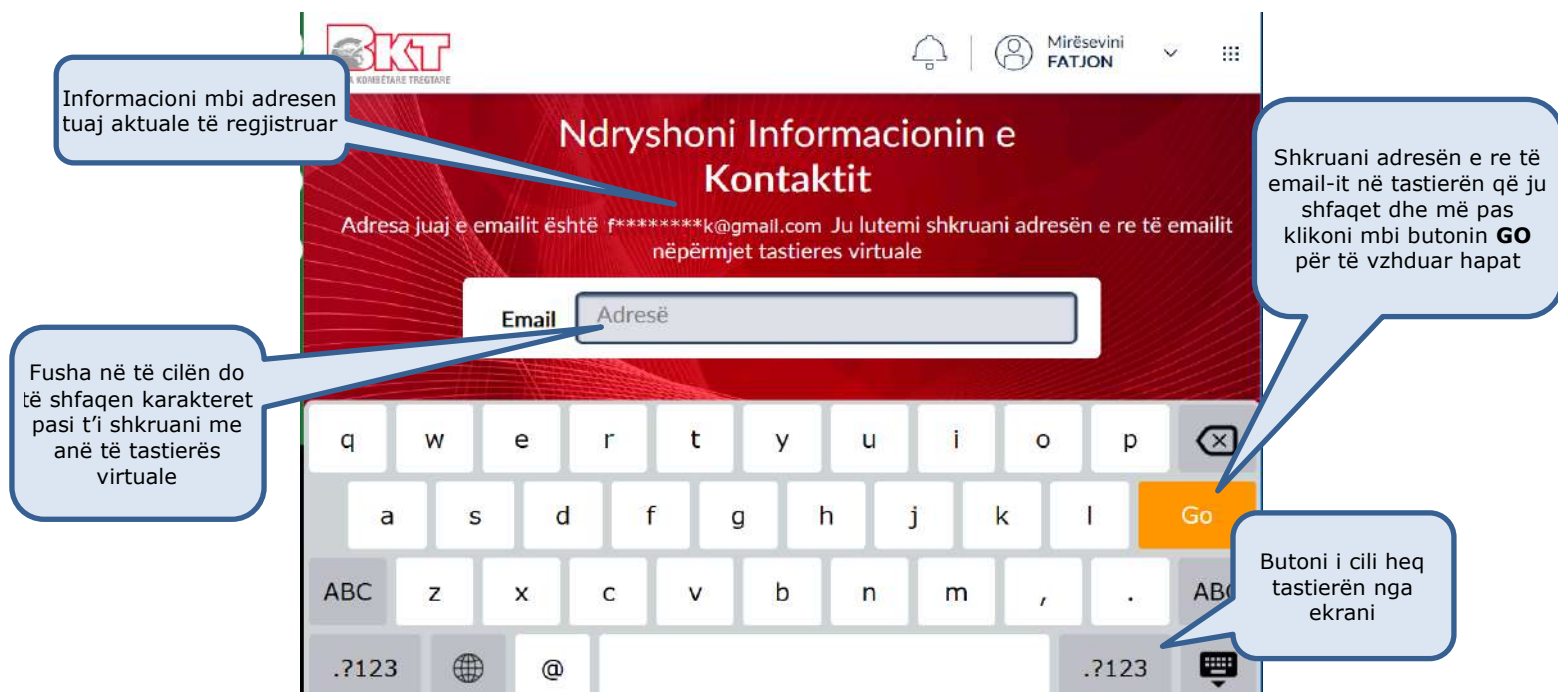 BKT
A KOMBËTARE TREGTARE
Mirësevini
FATJON
Informacioni mbi adresen
tuaj aktuale të regjistruar
Ndryshoni Informacionin e
Kontaktit
Adresa juaj e emailit është f********k@gmail.com Ju lutemi shkruani adresën e re të emailit
nëpërmjet tastieres virtuale
Shkruani adresën e re të
email-it në tastierën që ju
shfaqet dhe më pas
klikoni mbi butonin GO
për të vzhduar hapat
Email Adresë
Fusha në të cilën do
të shfaqen karakteret
pasi t'i shkruani me
anë të tastierës
virtuale
q w e r t y u i o p
a s d f g h j k l Go
ABC z x c v b n m , . ABC
Butoni i cili heq
tastierën nga
ekrani
.?123 @ .?123